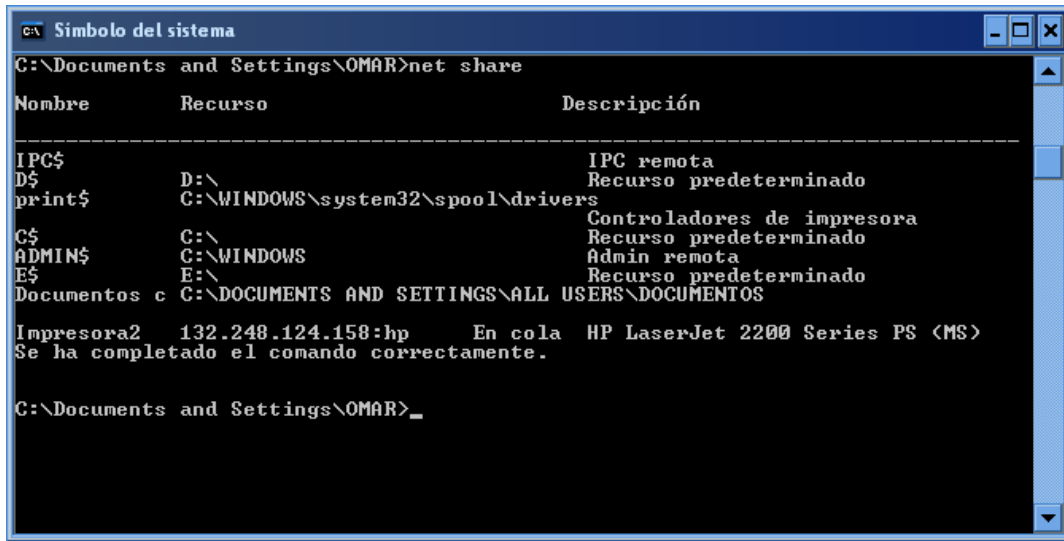 Símbolo del sistema
C:\Documents and Settings\OMAR>net share
Nombre Recurso Descripción
IPC$ IPC remota
D$ D:\ Recurso predeterminado
print$ C:\WINDOWS\system32\spool\drivers
Controladores de impresora
C$ C:\ Recurso predeterminado
ADMIN$ C:\WINDOWS Admin remota
E$ E:\ Recurso predeterminado
Documentos c C:\DOCUMENTS AND SETTINGS\ALL USERS\DOCUMENTOS
Impresora2 132.248.124.158:hp En cola HP LaserJet 2200 Series PS (MS)
Se ha completado el comando correctamente.
C:\Documents and Settings\OMAR>_